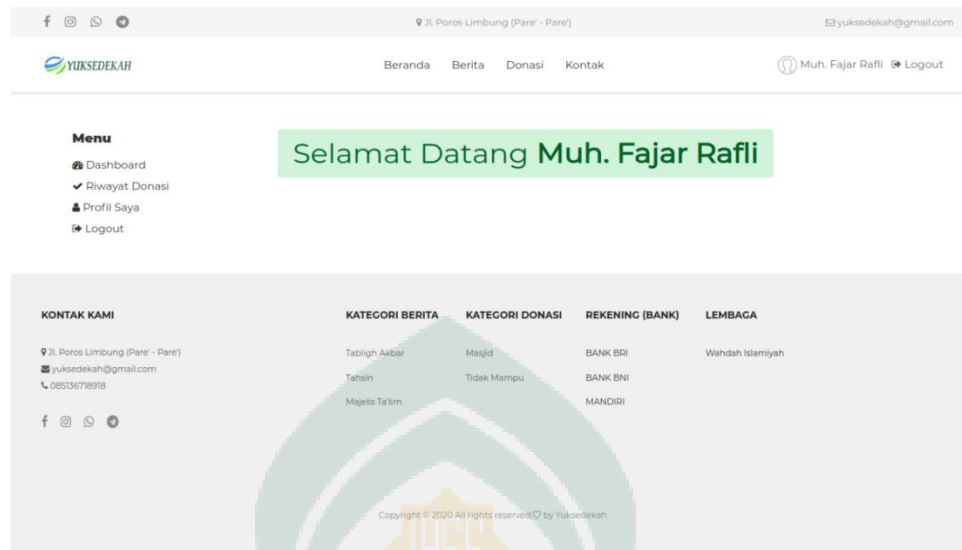 Jl. Poros Limbung (Pare' - Pare')
yuksedekah@gmail.com
YUKSEDEKAH
Beranda Berita Donasi Kontak
Muh. Fajar Rafli Logout
Menu
Dashboard
Riwayat Donasi
Profil Saya
Logout
Selamat Datang Muh. Fajar Rafli
KONTAK KAMI
Jl. Poros Limbung (Pare' - Pare')
yuksedekah@gmail.com
085136718918
KATEGORI BERITA
Tabligh Akbar
Tahsin
Majelis Ta'lim
KATEGORI DONASI
Masjid
Tidak Mampu
REKENING (BANK)
BANK BRI
BANK BNI
MANDIRI
LEMBAGA
Wahdah Islamiyah
Copyright © 2020 All rights reserved by Yuksedekah